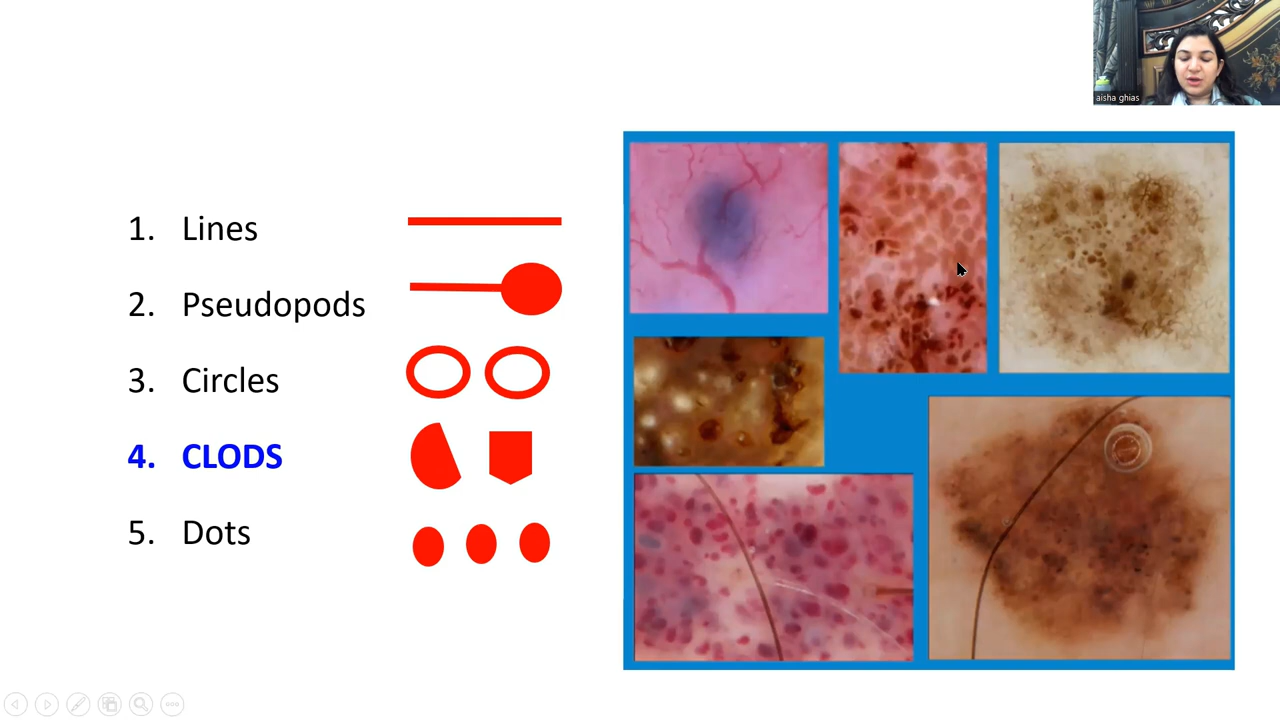 aisha ghias
1. Lines
2. Pseudopods
3. Circles
4. CLODS
5. Dots